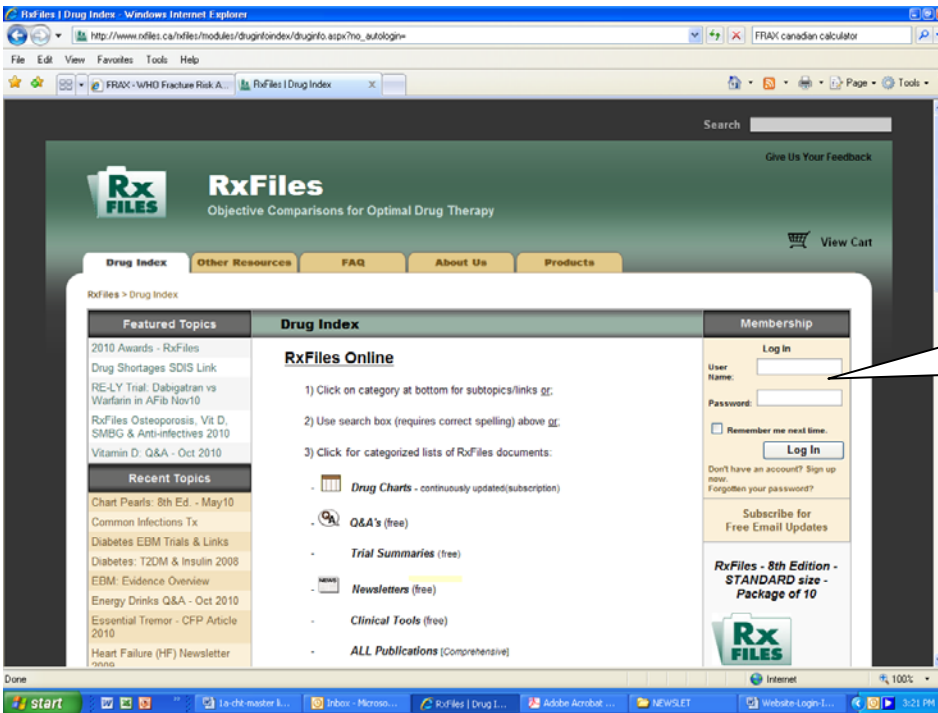 RxFiles | Drug Index - Windows Internet Explorer
http://www.rxfiles.ca/rxfiles/modules/druginfoindex/druginfo.aspx?no_autologin=
FRAX canadian calculator
File Edit View Favorites Tools Help
FRAX - WHO Fracture Risk A...
RxFiles | Drug Index
Page
Tools
Search
Give Us Your Feedback
Rx
FILES
RxFiles
Objective Comparisons for Optimal Drug Therapy
View Cart
Drug Index
Other Resources
FAQ
About Us
Products
RxFiles > Drug Index
Featured Topics
2010 Awards - RxFiles
Drug Shortages SDIS Link
RE-LY Trial: Dabigatran vs
Warfarin in AFib Nov10
RxFiles Osteoporosis, Vit D,
SMBG & Anti-infectives 2010
Vitamin D: Q&A - Oct 2010
Recent Topics
Chart Pearls: 8th Ed. - May10
Common Infections Tx
Diabetes EBM Trials & Links
Diabetes: T2DM & Insulin 2008
EBM: Evidence Overview
Energy Drinks Q&A - Oct 2010
Essential Tremor - CFP Article
2010
Heart Failure (HF) Newsletter
2009
Drug Index
RxFiles Online
1) Click on category at bottom for subtopics/links or;
2) Use search box (requires correct spelling) above or;
3) Click for categorized lists of RxFiles documents:
- Drug Charts - continuously updated(subscription)
- QA Q&A's (free)
- Trial Summaries (free)
- NEWS Newsletters (free)
- Clinical Tools (free)
- ALL Publications [Comprehensive]
Membership
Log In
User
Name:
Password:
Remember me next time.
Log In
Don't have an account? Sign up
now.
Forgotten your password?
Subscribe for
Free Email Updates
RxFiles - 8th Edition -
STANDARD size -
Package of 10
Rx
FILES
Done
Internet
100%
start
1a-cht-master li...
Inbox - Microso...
RxFiles | Drug I...
Adobe Acrobat ...
NEWSLET
Website-Login-I...
3:21 PM